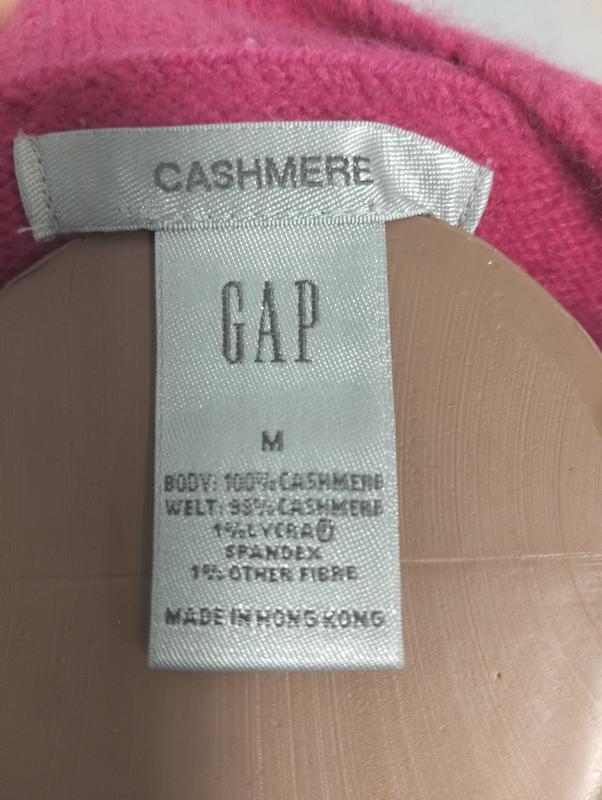 CASHMERE
GAP
M
BODY: 100% CASHMERE
WELT: 98% CASHMERE
1% LYCRA®
SPANDEX
1% OTHER FIBRE
MADE IN HONG KONG